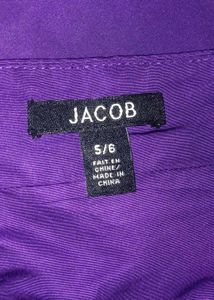 JACOB
5/6
FAIT EN
CHINE/
MADE IN
CHINA